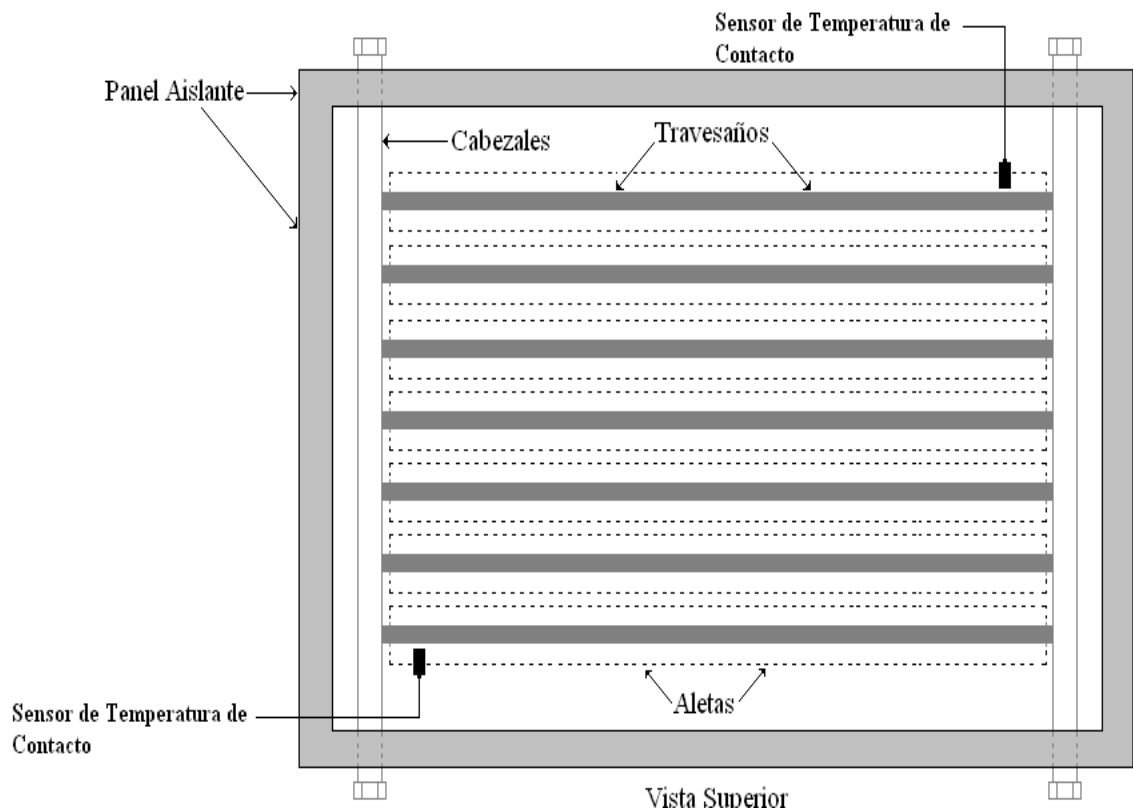 Sensor de Temperatura de
Contacto
Panel Aislante
Cabezales
Travesaños
Aletas
Sensor de Temperatura de
Contacto
Vista Superior